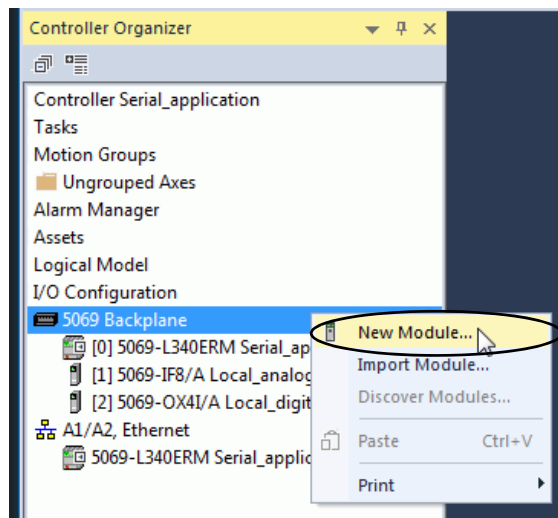 Controller Organizer
Controller Serial_application
Tasks
Motion Groups
Ungrouped Axes
Alarm Manager
Assets
Logical Model
I/O Configuration
5069 Backplane
[0] 5069-L340ERM Serial_ap
[1] 5069-IF8/A Local_analog
[2] 5069-OX4I/A Local_digit
A1/A2, Ethernet
5069-L340ERM Serial_applic
New Module...
Import Module...
Discover Modules...
Paste Ctrl+V
Print